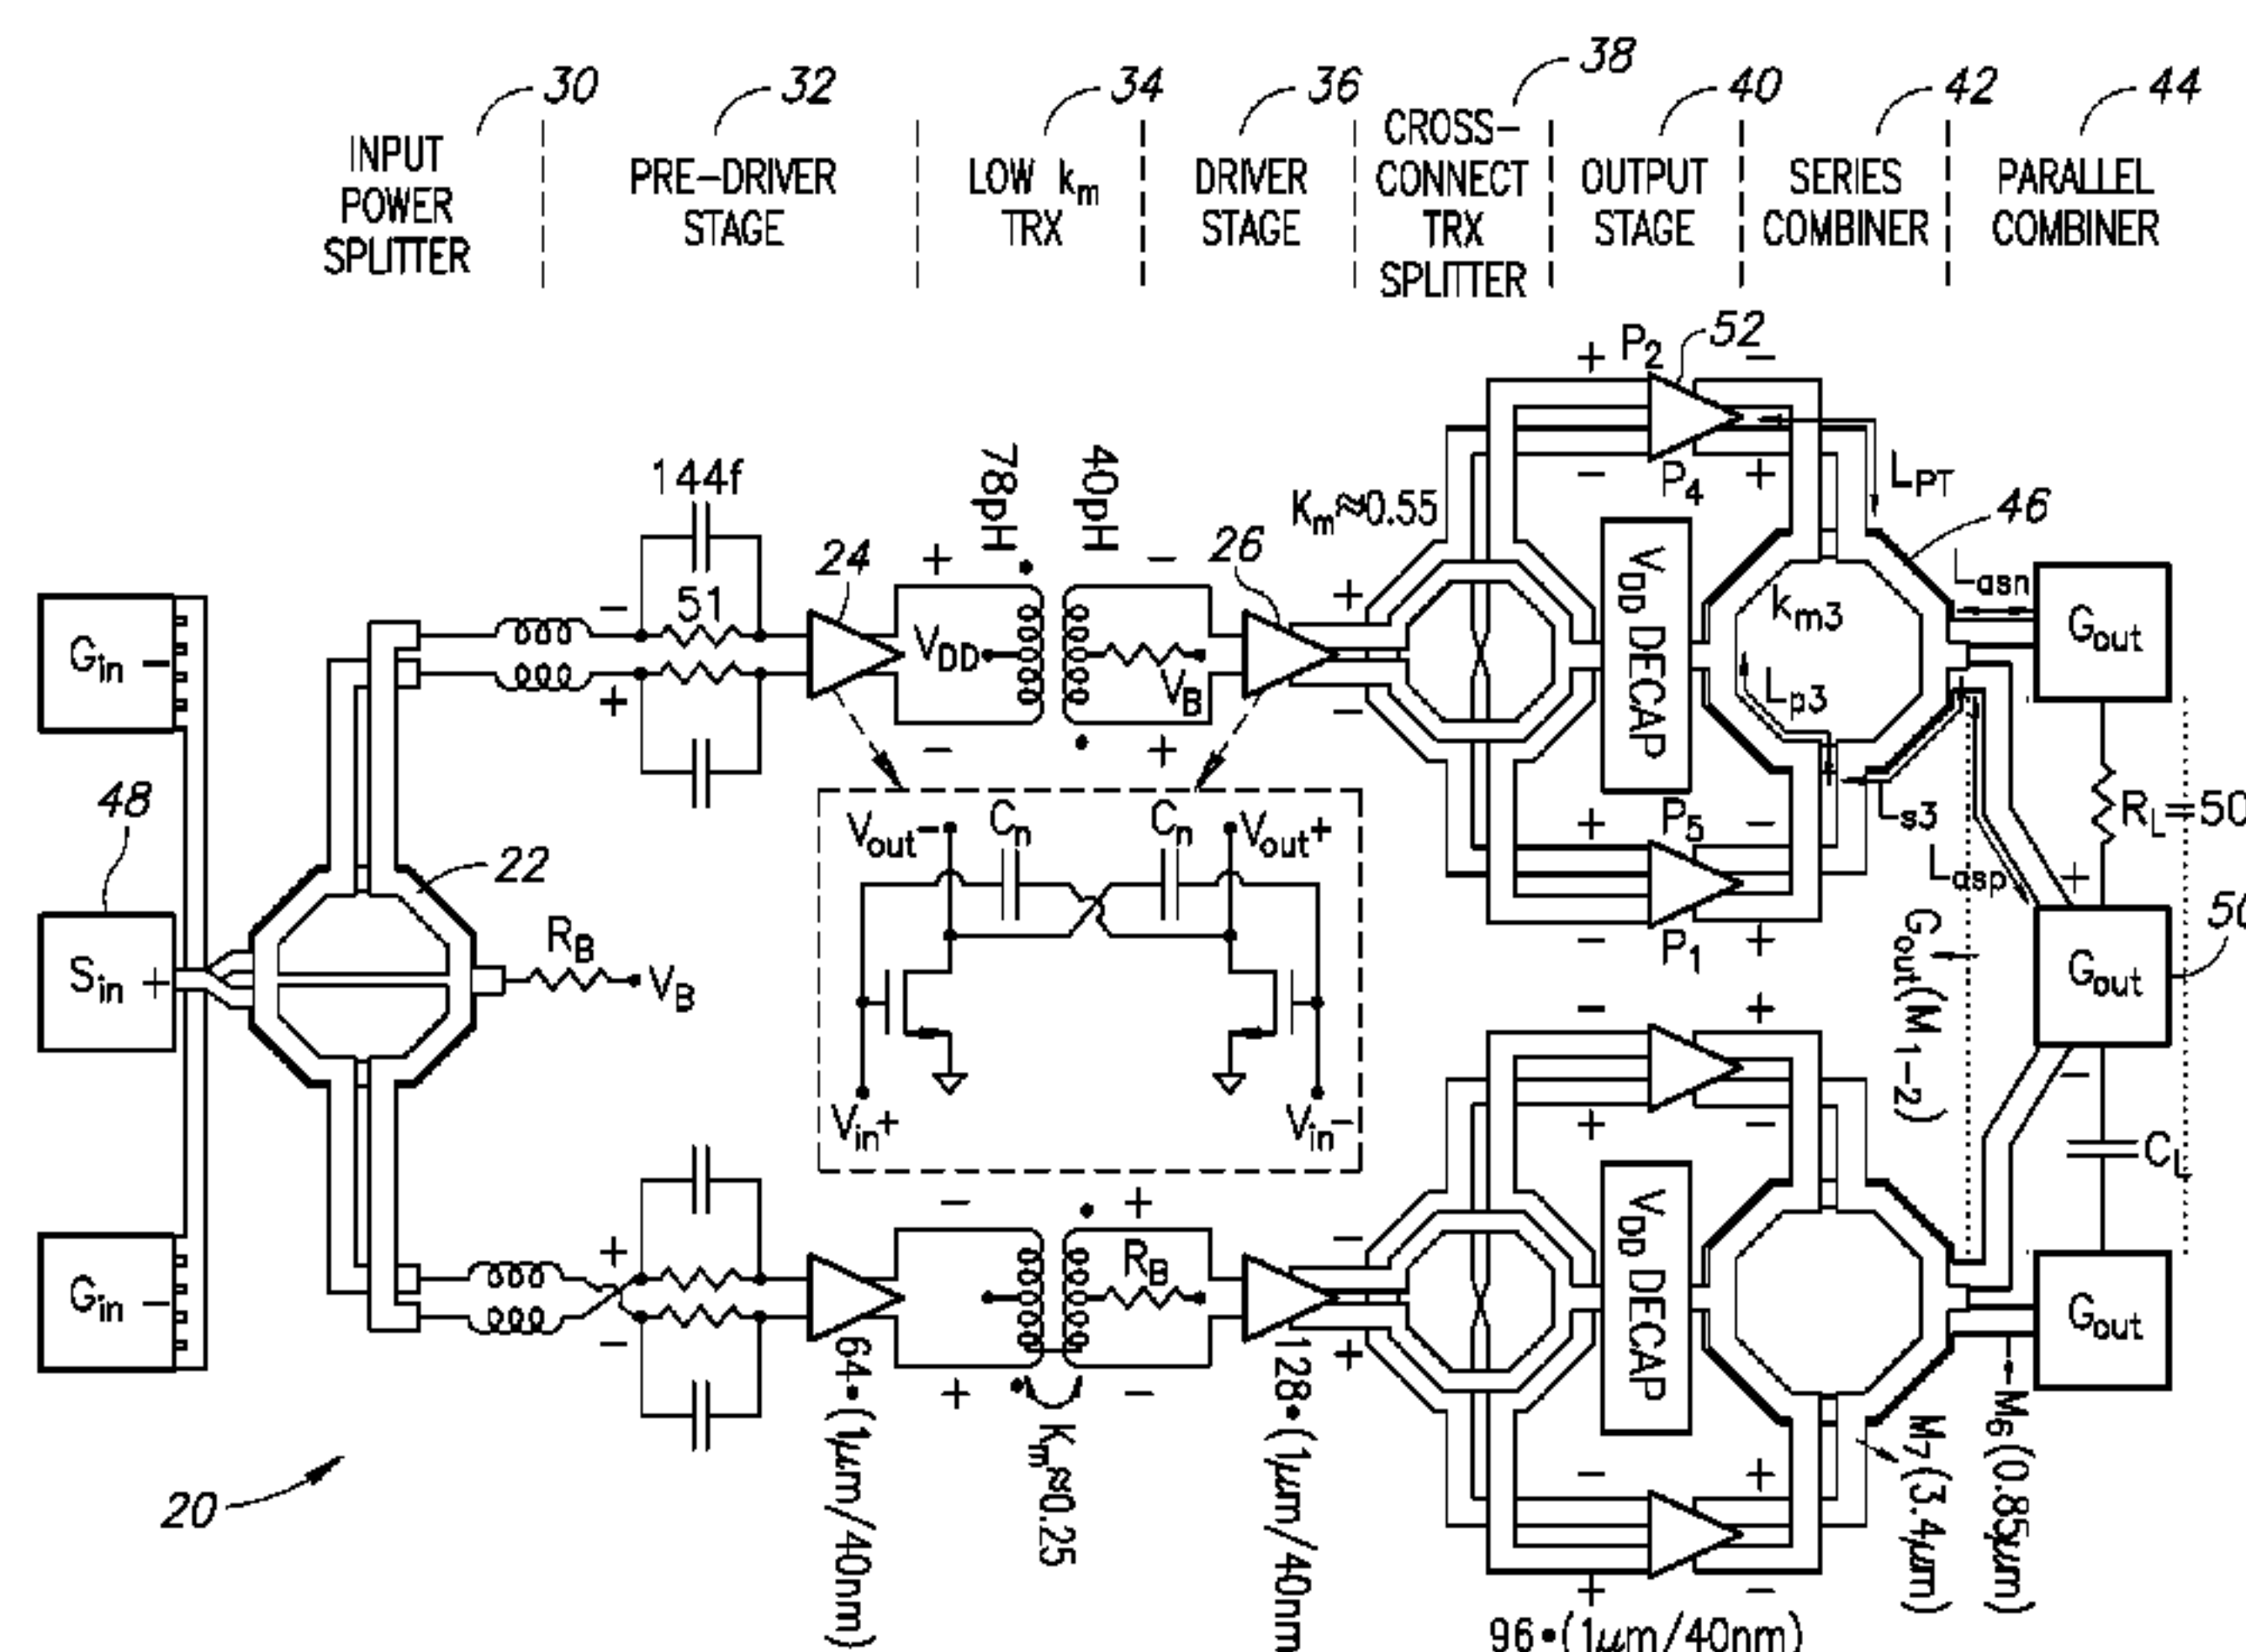 30
32
34
36
38
40
42
44
INPUT
POWER
SPLITTER
PRE-DRIVER
STAGE
LOW km
TRX
DRIVER
STAGE
CROSS-
CONNECT
TRX
SPLITTER
OUTPUT
STAGE
SERIES
COMBINER
PARALLEL
COMBINER
+ P2 52 −
− P4 +
LPT
144f
78pH
40pH
Km≈0.55
46
24
26
Lasn
− 51
+
+
−
VDD
VB
−
+
+
−
VDD DECAP
km3
Lp3
Ls3
Gout
Gin −
48
22
Vout−
Cn
Cn
Vout+
+ P5 −
− P1 +
RL=50
Lasp
+
50
Sin +
RB
VB
Gout(M1-2)
Gout
−
Vin+
Vin−
− +
+ −
CL
Gin −
+
−
−
+
+
RB
−
−
+
VDD DECAP
Gout
64•(1μm/40nm)
Km≈0.25
128•(1μm/40nm
− +
+ −
M7(3.4μm)
M6(0.85μm)
20
96•(1μm/40nm)